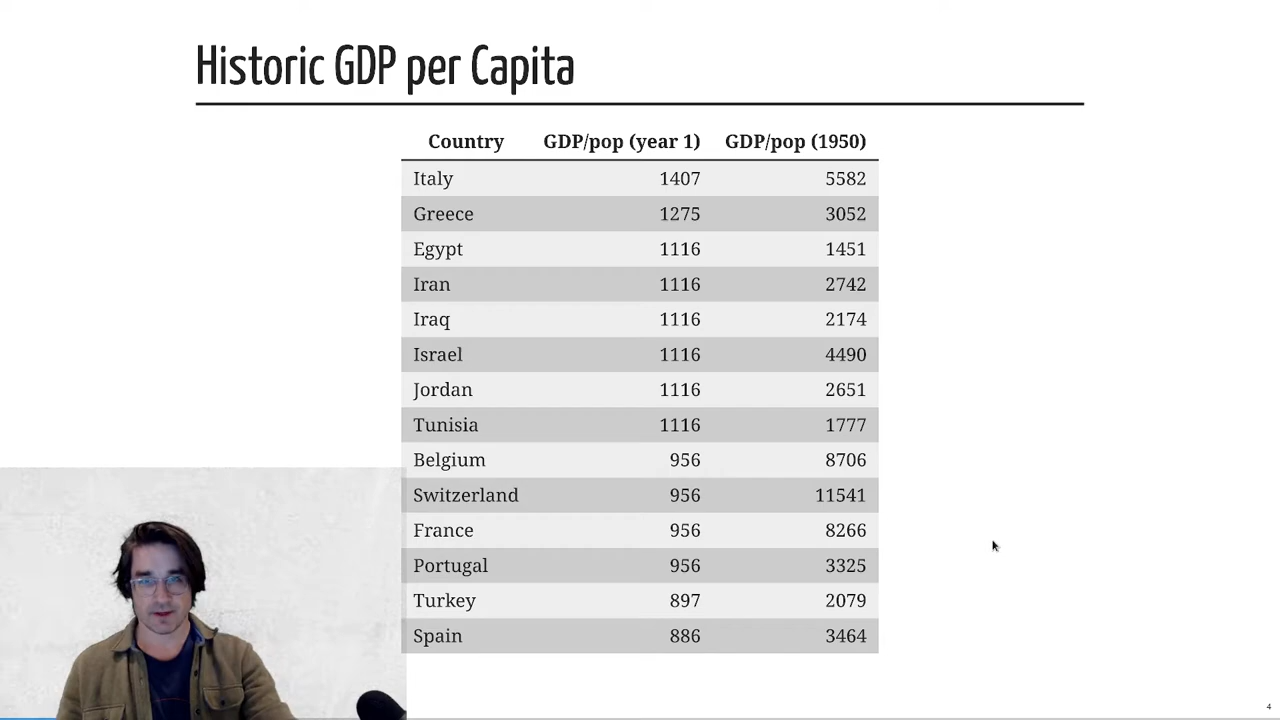 Historic GDP per Capita
Country GDP/pop (year 1) GDP/pop (1950)
Italy 1407 5582
Greece 1275 3052
Egypt 1116 1451
Iran 1116 2742
Iraq 1116 2174
Israel 1116 4490
Jordan 1116 2651
Tunisia 1116 1777
Belgium 956 8706
Switzerland 956 11541
France 956 8266
Portugal 956 3325
Turkey 897 2079
Spain 886 3464
4